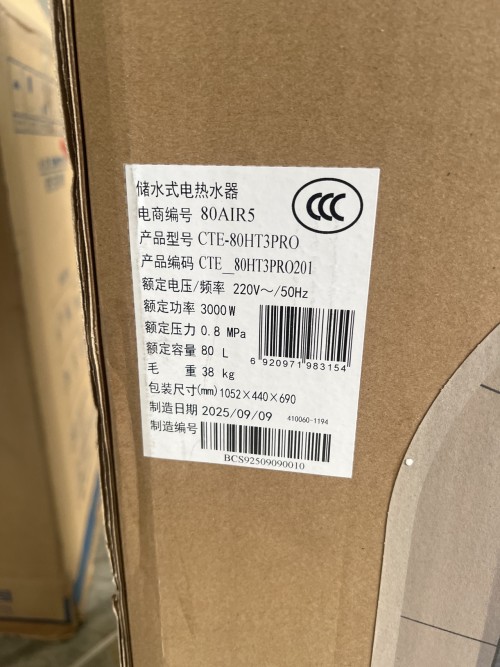 储水式电热水器
CCC
电商编号 80AIR5
产品型号 CTE-80HT3PRO
产品编码 CTE__80HT3PRO201
额定电压/频率 220V～/50Hz
额定功率 3000W
额定压力 0.8 MPa
额定容量 80 L
6 920971 983154
毛 重 38 kg
包装尺寸(mm) 1052×440×690
制造日期 2025/09/09 410060-1194
制造编号
BCS92509090010